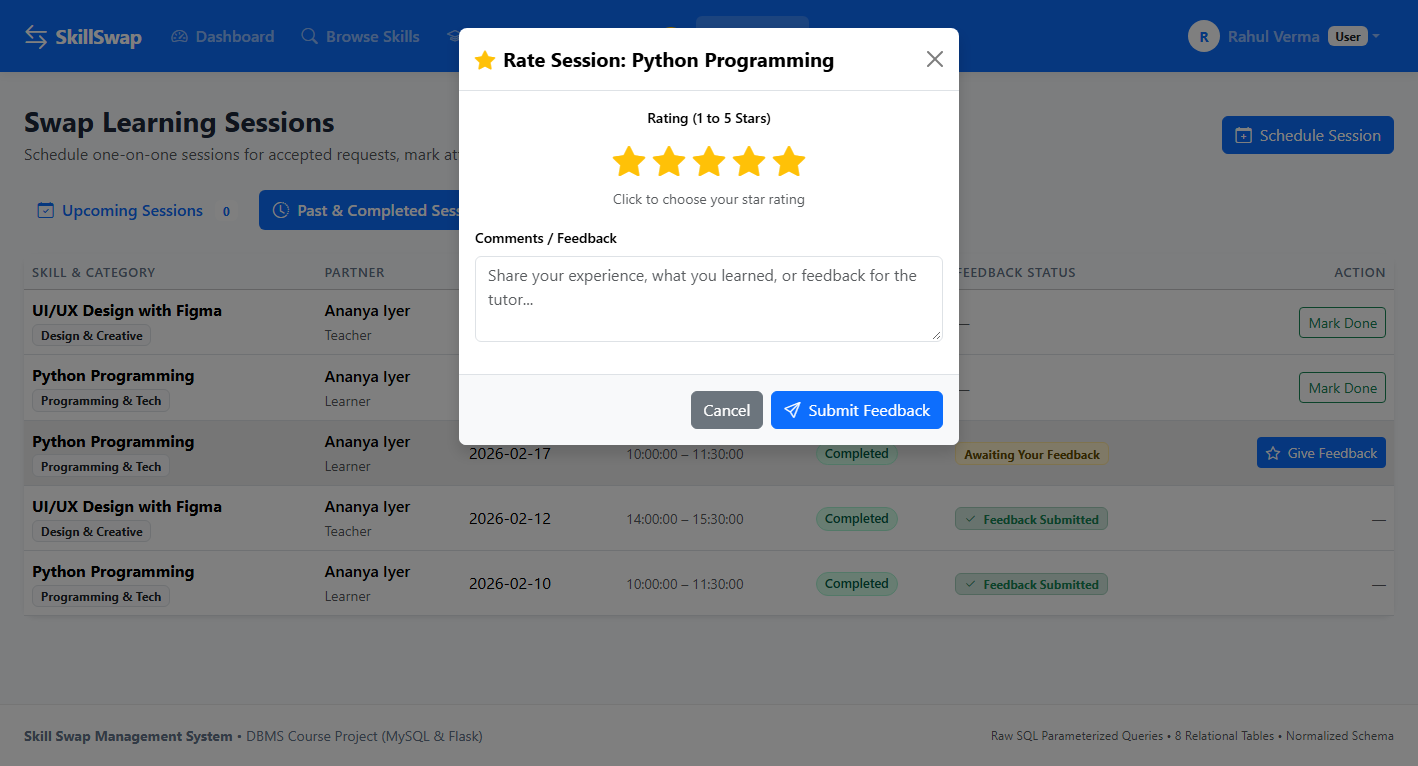 SkillSwap Dashboard Browse Skills R Rahul Verma User
Rate Session: Python Programming
Swap Learning Sessions
Schedule one-on-one sessions for accepted requests, mark
Schedule Session
Upcoming Sessions 0 Past & Completed
Rating (1 to 5 Stars)
Click to choose your star rating
Comments / Feedback
Share your experience, what you learned, or feedback for the
tutor...
Cancel Submit Feedback
SKILL & CATEGORY PARTNER FEEDBACK STATUS ACTION
UI/UX Design with Figma Ananya Iyer — Mark Done
Design & Creative Teacher
Python Programming Ananya Iyer — Mark Done
Programming & Tech Learner
Python Programming Ananya Iyer 2026-02-17 10:00:00 – 11:30:00 Completed Awaiting Your Feedback Give Feedback
Programming & Tech Learner
UI/UX Design with Figma Ananya Iyer 2026-02-12 14:00:00 – 15:30:00 Completed Feedback Submitted —
Design & Creative Teacher
Python Programming Ananya Iyer 2026-02-10 10:00:00 – 11:30:00 Completed Feedback Submitted —
Programming & Tech Learner
Skill Swap Management System • DBMS Course Project (MySQL & Flask) Raw SQL Parameterized Queries • 8 Relational Tables • Normalized Schema